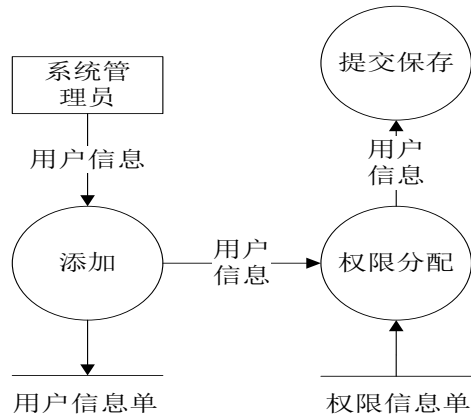 系统管
理员
提交保存
用户信息
用户
信息
添加
用户
信息
权限分配
用户信息单
权限信息单